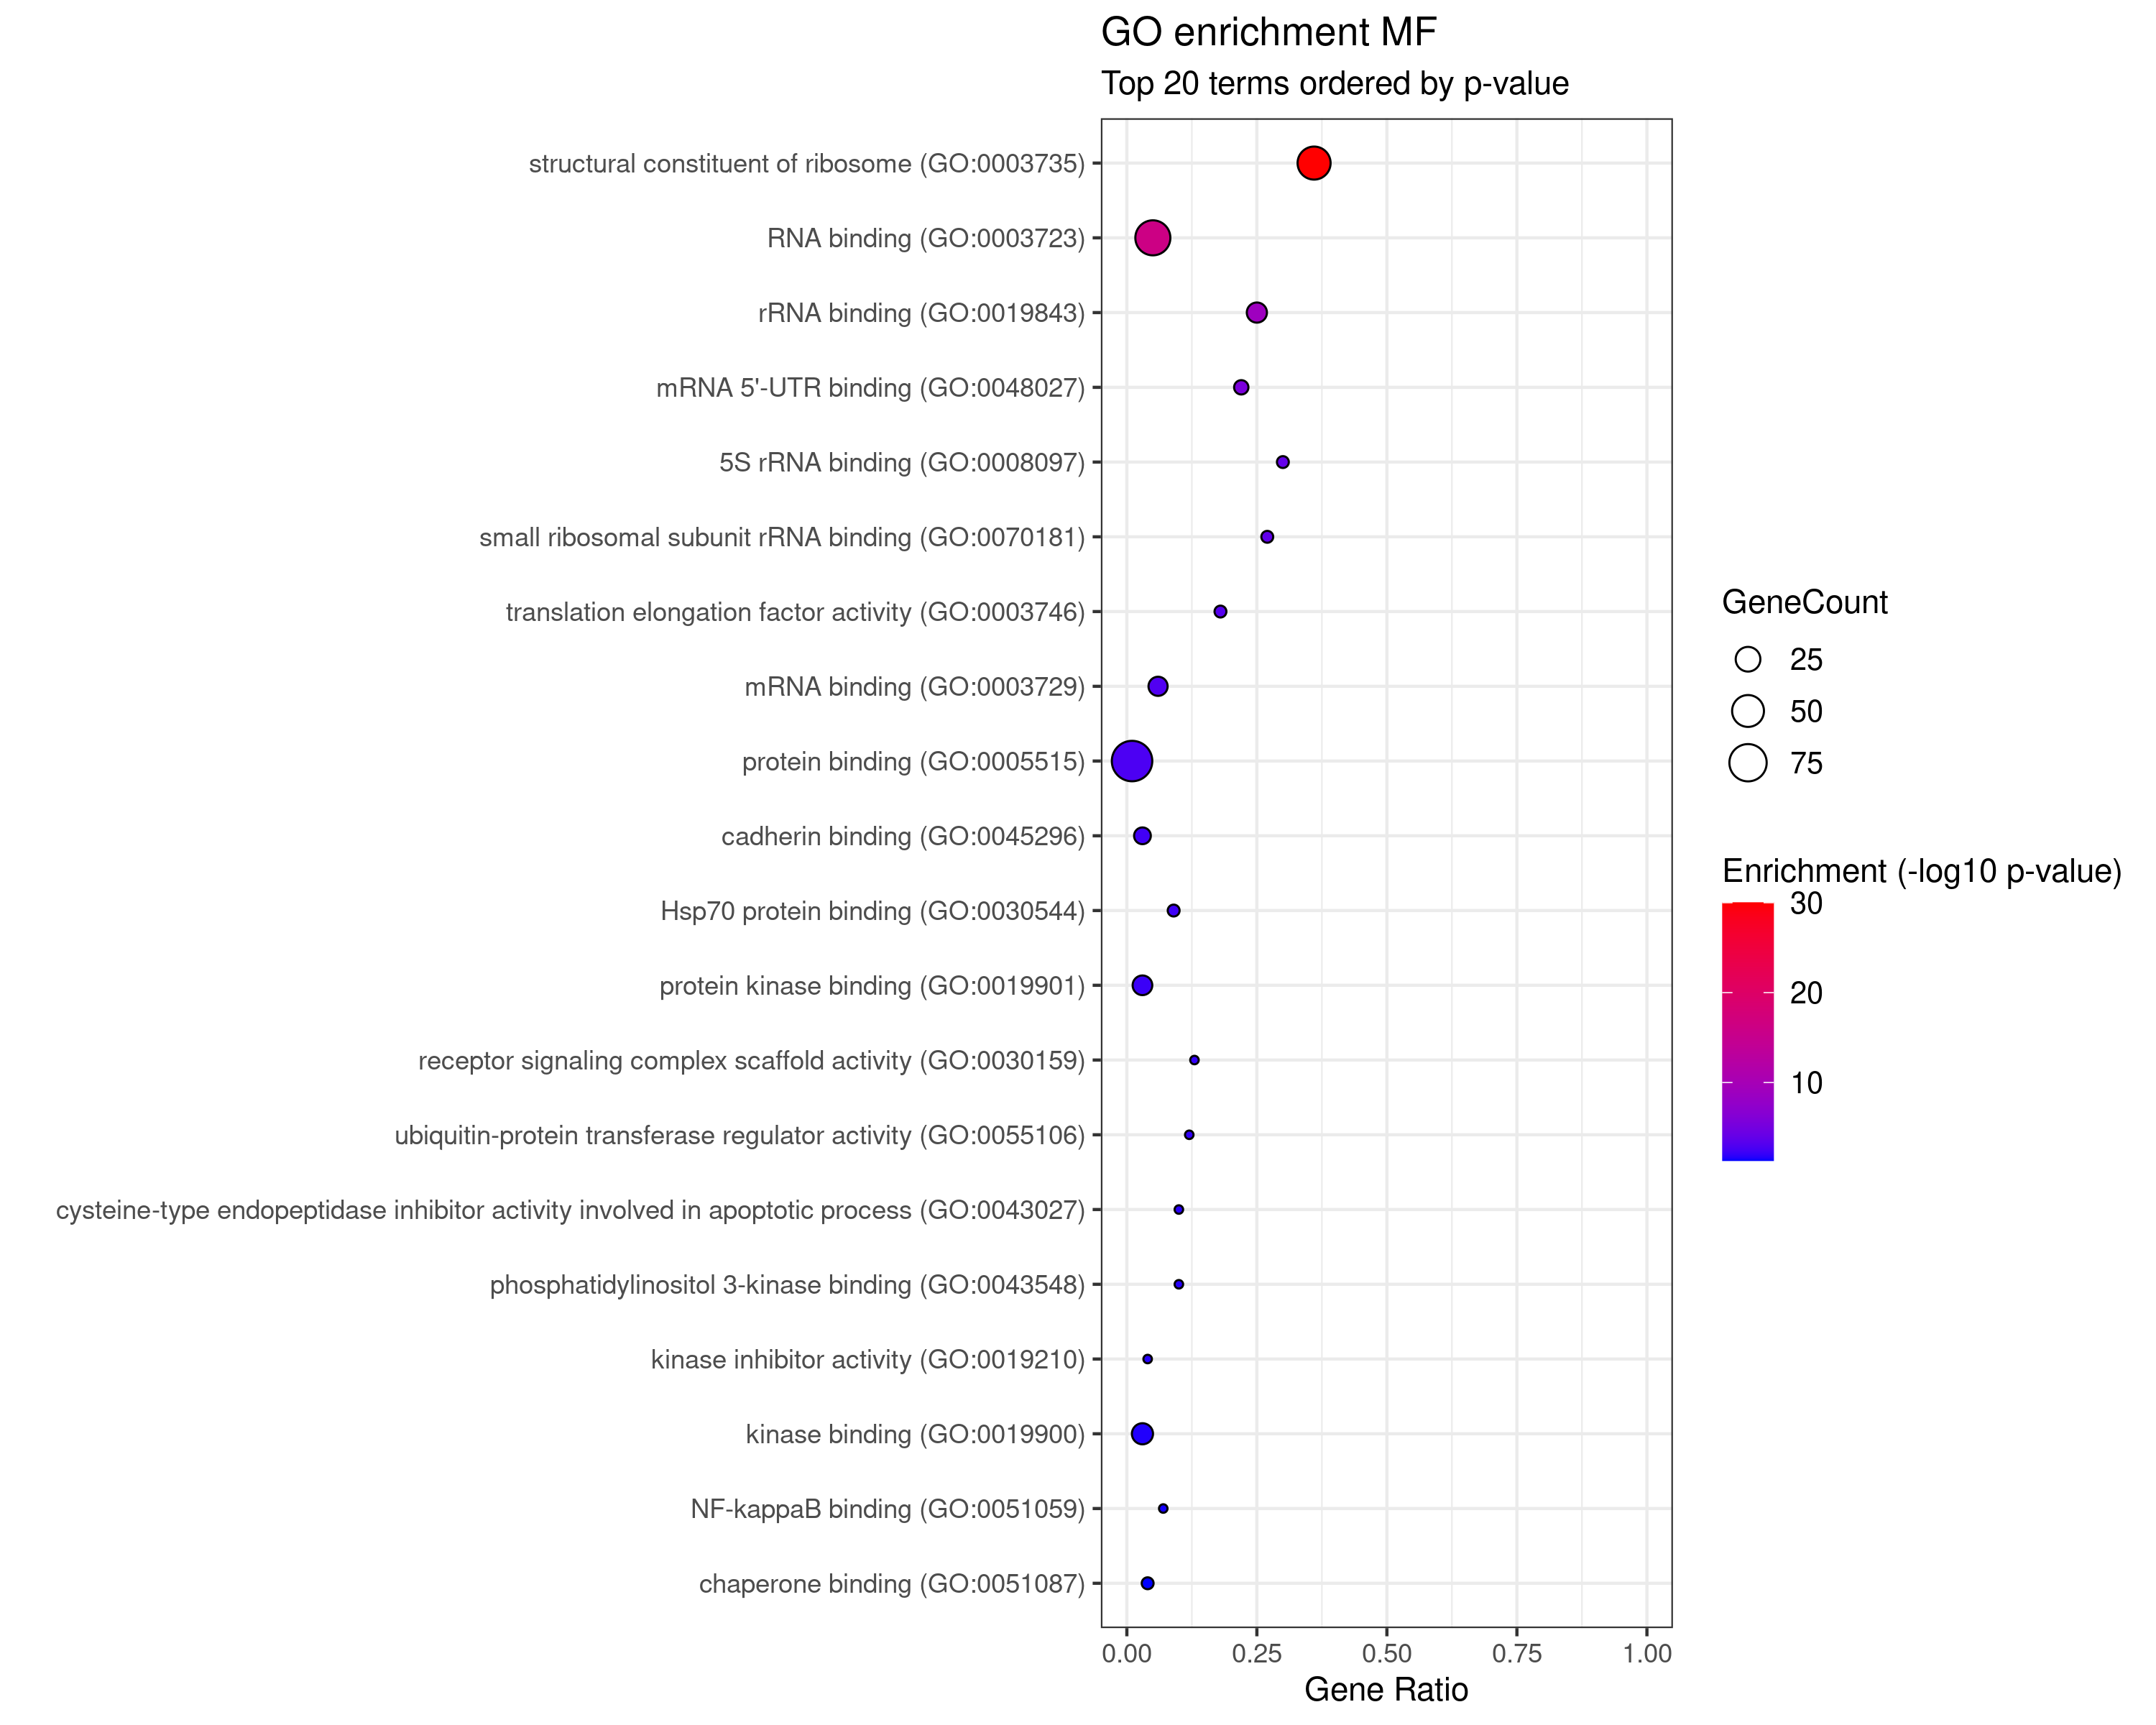 GO enrichment MF
Top 20 terms ordered by p-value
structural constituent of ribosome (GO:0003735)
RNA binding (GO:0003723)
rRNA binding (GO:0019843)
mRNA 5'-UTR binding (GO:0048027)
5S rRNA binding (GO:0008097)
small ribosomal subunit rRNA binding (GO:0070181)
translation elongation factor activity (GO:0003746)
mRNA binding (GO:0003729)
protein binding (GO:0005515)
cadherin binding (GO:0045296)
Hsp70 protein binding (GO:0030544)
protein kinase binding (GO:0019901)
receptor signaling complex scaffold activity (GO:0030159)
ubiquitin-protein transferase regulator activity (GO:0055106)
cysteine-type endopeptidase inhibitor activity involved in apoptotic process (GO:0043027)
phosphatidylinositol 3-kinase binding (GO:0043548)
kinase inhibitor activity (GO:0019210)
kinase binding (GO:0019900)
NF-kappaB binding (GO:0051059)
chaperone binding (GO:0051087)
0.00 0.25 0.50 0.75 1.00
Gene Ratio
GeneCount
25
50
75
Enrichment (-log10 p-value)
30
20
10